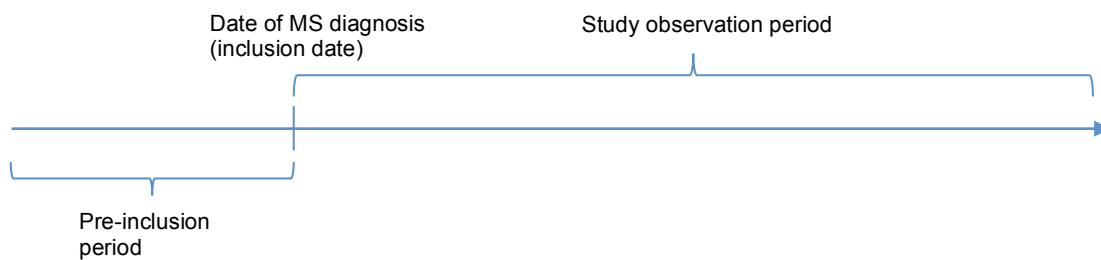 Date of MS diagnosis
(inclusion date)
Study observation period
Pre-inclusion
period